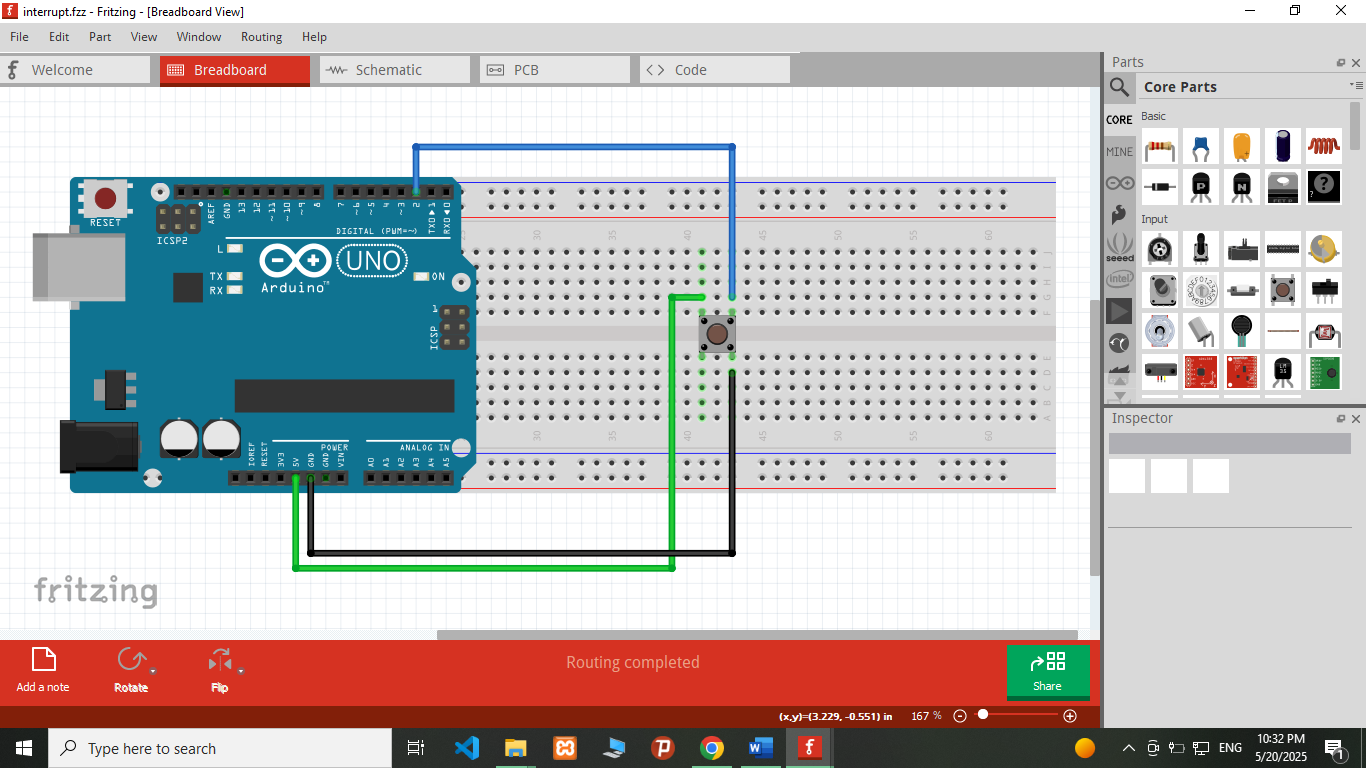 interrupt.fzz - Fritzing - [Breadboard View]
File Edit Part View Window Routing Help
Welcome Breadboard Schematic PCB Code
Parts
Core Parts
CORE
Basic
MINE
Input
seeed
intel
RESET
ICSP2
AREF
GND
13
12
~11
~10
~9
8
7
~6
~5
4
~3
2
TXD▶1
RXD◀0
DIGITAL (PWM=~)
L
TX
RX
UNO
Arduino™
ON
1
ICSP
30 35 40 45 50 55 60
J
I
H
G
F
E
D
C
B
A
30 35 40 45 50 55 60
POWER
ANALOG IN
IOREF
RESET
3V3
5V
GND
GND
VIN
A0
A1
A2
A3
A4
A5
fritzing
Inspector
Add a note
Rotate
Flip
Routing completed
Share
(x,y)=(3.229, -0.551) in 167 %
Type here to search
ENG
10:32 PM
5/20/2025
1